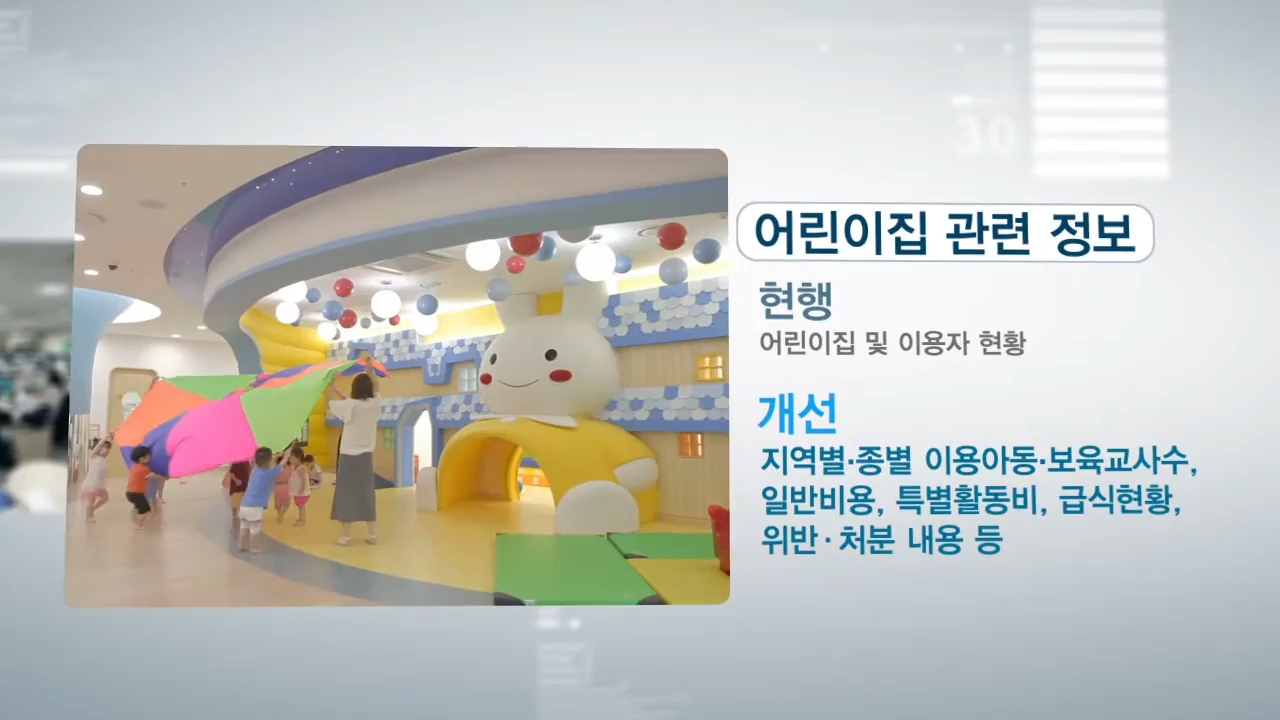 3.0
어린이집 관련 정보
현행
어린이집 및 이용자 현황
개선
지역별·종별 이용아동·보육교사수,
일반비용, 특별활동비, 급식현황,
위반·처분 내용 등